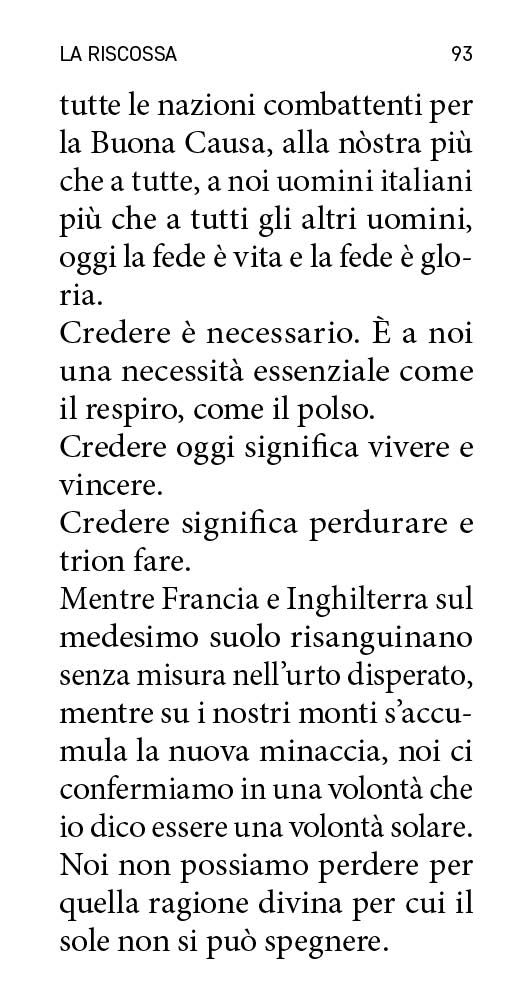 LA RISCOSSA 93
tutte le nazioni combattenti per
la Buona Causa, alla nòstra più
che a tutte, a noi uomini italiani
più che a tutti gli altri uomini,
oggi la fede è vita e la fede è glo-
ria.
Credere è necessario. È a noi
una necessità essenziale come
il respiro, come il polso.
Credere oggi significa vivere e
vincere.
Credere significa perdurare e
trion fare.
Mentre Francia e Inghilterra sul
medesimo suolo risanguinano
senza misura nell’urto disperato,
mentre su i nostri monti s’accu-
mula la nuova minaccia, noi ci
confermiamo in una volontà che
io dico essere una volontà solare.
Noi non possiamo perdere per
quella ragione divina per cui il
sole non si può spegnere.